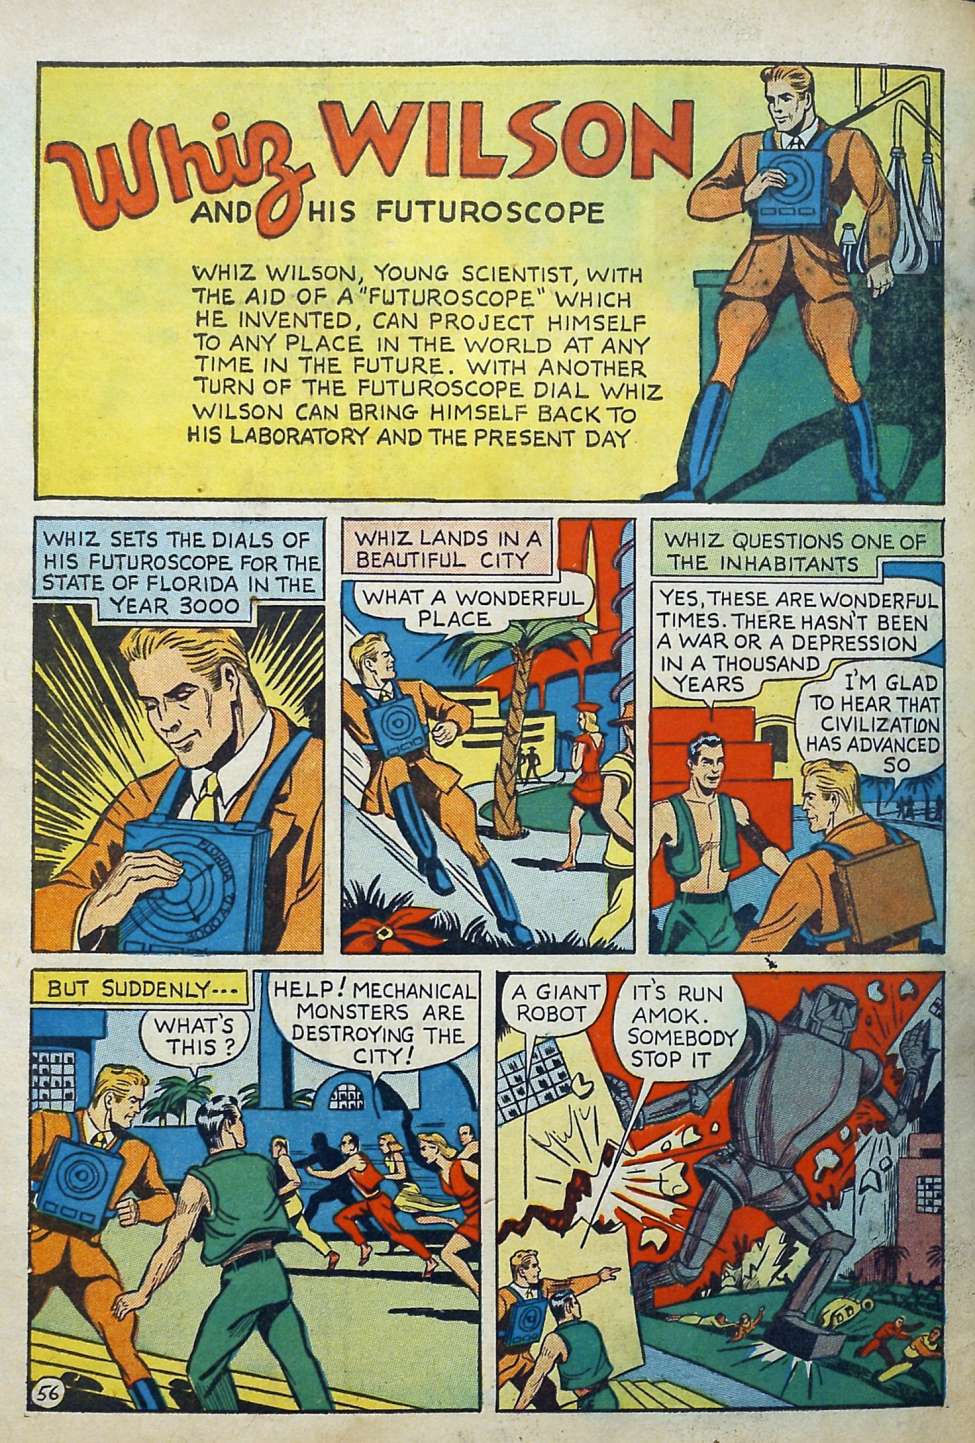 Whiz WILSON
AND HIS FUTUROSCOPE
WHIZ WILSON, YOUNG SCIENTIST, WITH
THE AID OF A "FUTUROSCOPE" WHICH
HE INVENTED, CAN PROJECT HIMSELF
TO ANY PLACE IN THE WORLD AT ANY
TIME IN THE FUTURE. WITH ANOTHER
TURN OF THE FUTUROSCOPE DIAL WHIZ
WILSON CAN BRING HIMSELF BACK TO
HIS LABORATORY AND THE PRESENT DAY
WHIZ SETS THE DIALS OF
HIS FUTUROSCOPE FOR THE
STATE OF FLORIDA IN THE
YEAR 3000
FLORIDA
3000 A.D.
WHIZ LANDS IN A
BEAUTIFUL CITY
WHAT A WONDERFUL
PLACE
WHIZ QUESTIONS ONE OF
THE INHABITANTS
YES, THESE ARE WONDERFUL
TIMES. THERE HASN'T BEEN
A WAR OR A DEPRESSION
IN A THOUSAND
YEARS
I'M GLAD
TO HEAR THAT
CIVILIZATION
HAS ADVANCED
SO
BUT SUDDENLY---
WHAT'S
THIS?
HELP! MECHANICAL
MONSTERS ARE
DESTROYING THE
CITY!
A GIANT
ROBOT
IT'S RUN
AMOK.
SOMEBODY
STOP IT
56